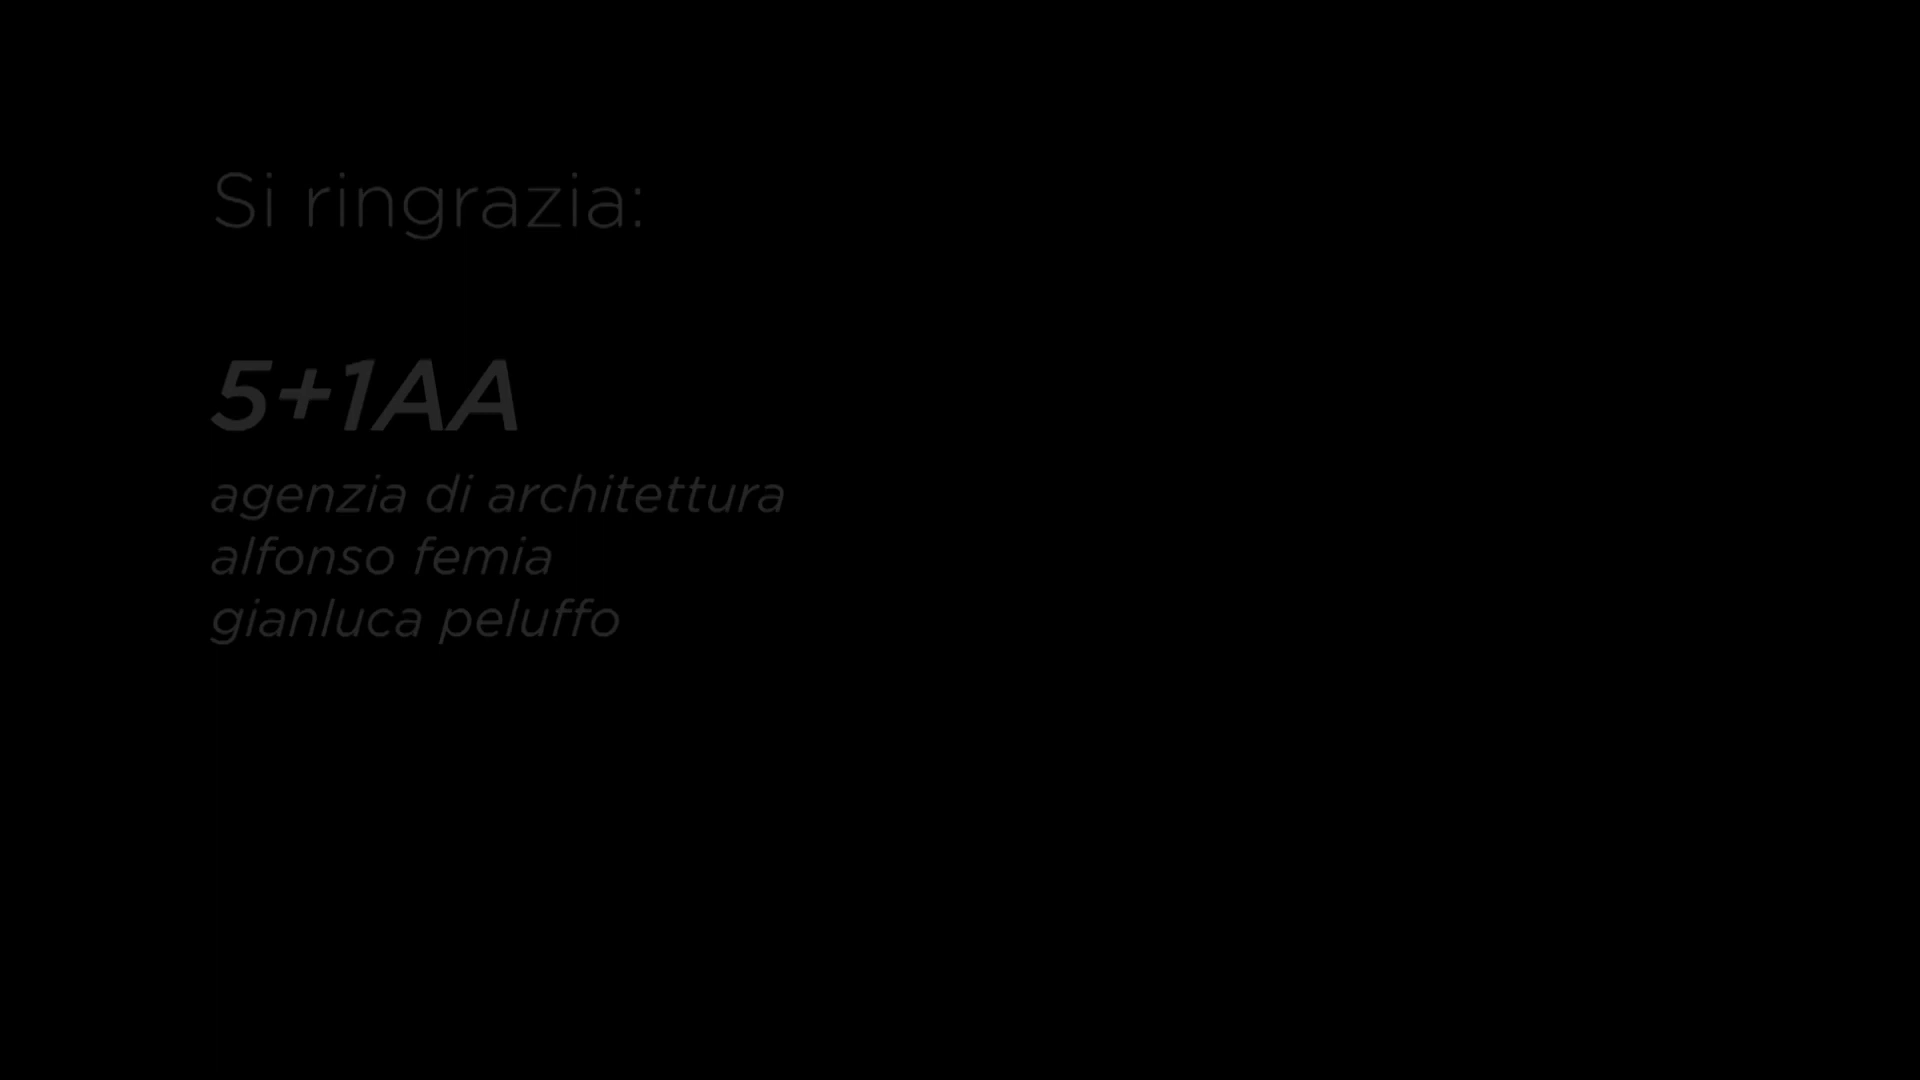 Si ringrazia:
5+1AA
agenzia di architettura
alfonso femia
gianluca peluffo